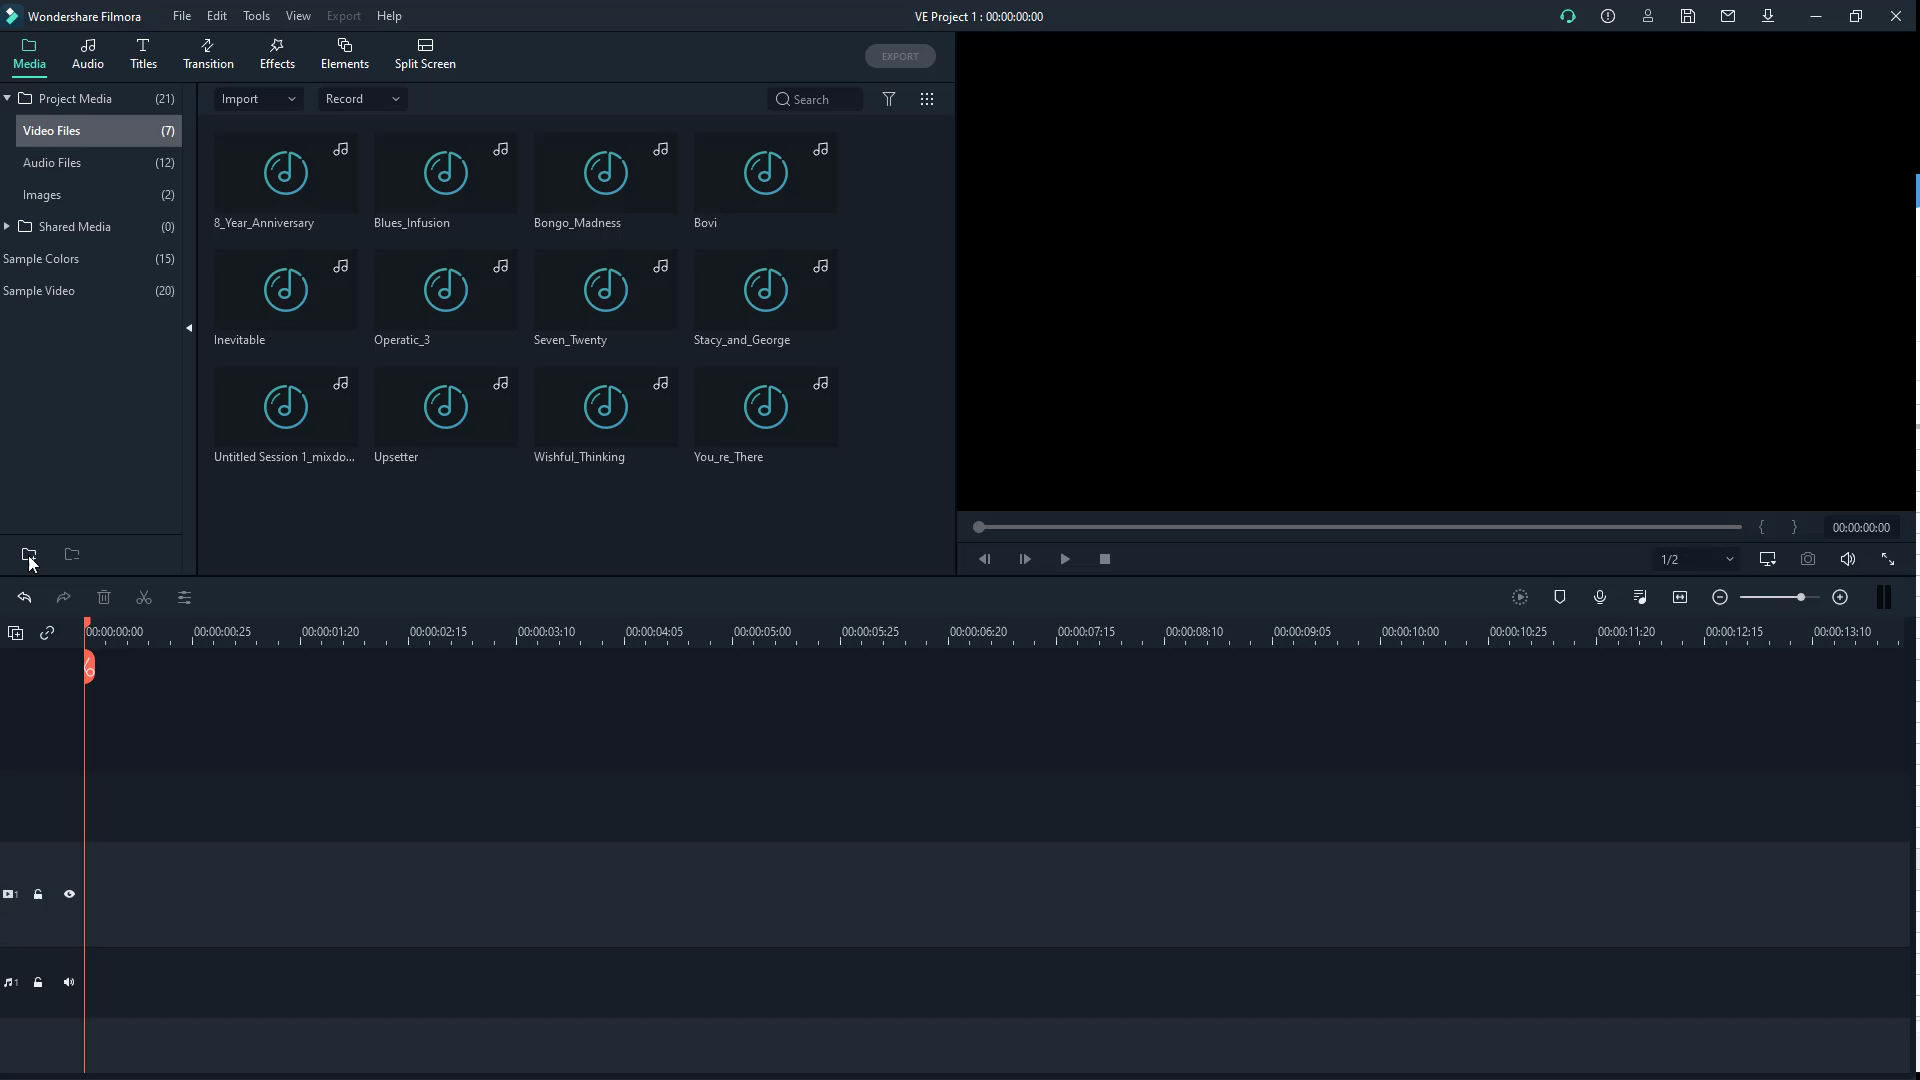 Wondershare Filmora File Edit Tools View Export Help VE Project 1 : 00:00:00:00
Media Audio Titles Transition Effects Elements Split Screen EXPORT
Project Media (21)
Video Files (7)
Audio Files (12)
Images (2)
Shared Media (0)
Sample Colors (15)
Sample Video (20)
Import Record Search
8_Year_Anniversary Blues_Infusion Bongo_Madness Bovi
Inevitable Operatic_3 Seven_Twenty Stacy_and_George
Untitled Session 1_mixdo... Upsetter Wishful_Thinking You_re_There
{ } 00:00:00:00
1/2
00:00:00:00 00:00:00:25 00:00:01:20 00:00:02:15 00:00:03:10 00:00:04:05 00:00:05:00 00:00:05:25 00:00:06:20 00:00:07:15 00:00:08:10 00:00:09:05 00:00:10:00 00:00:10:25 00:00:11:20 00:00:12:15 00:00:13:10
1
1